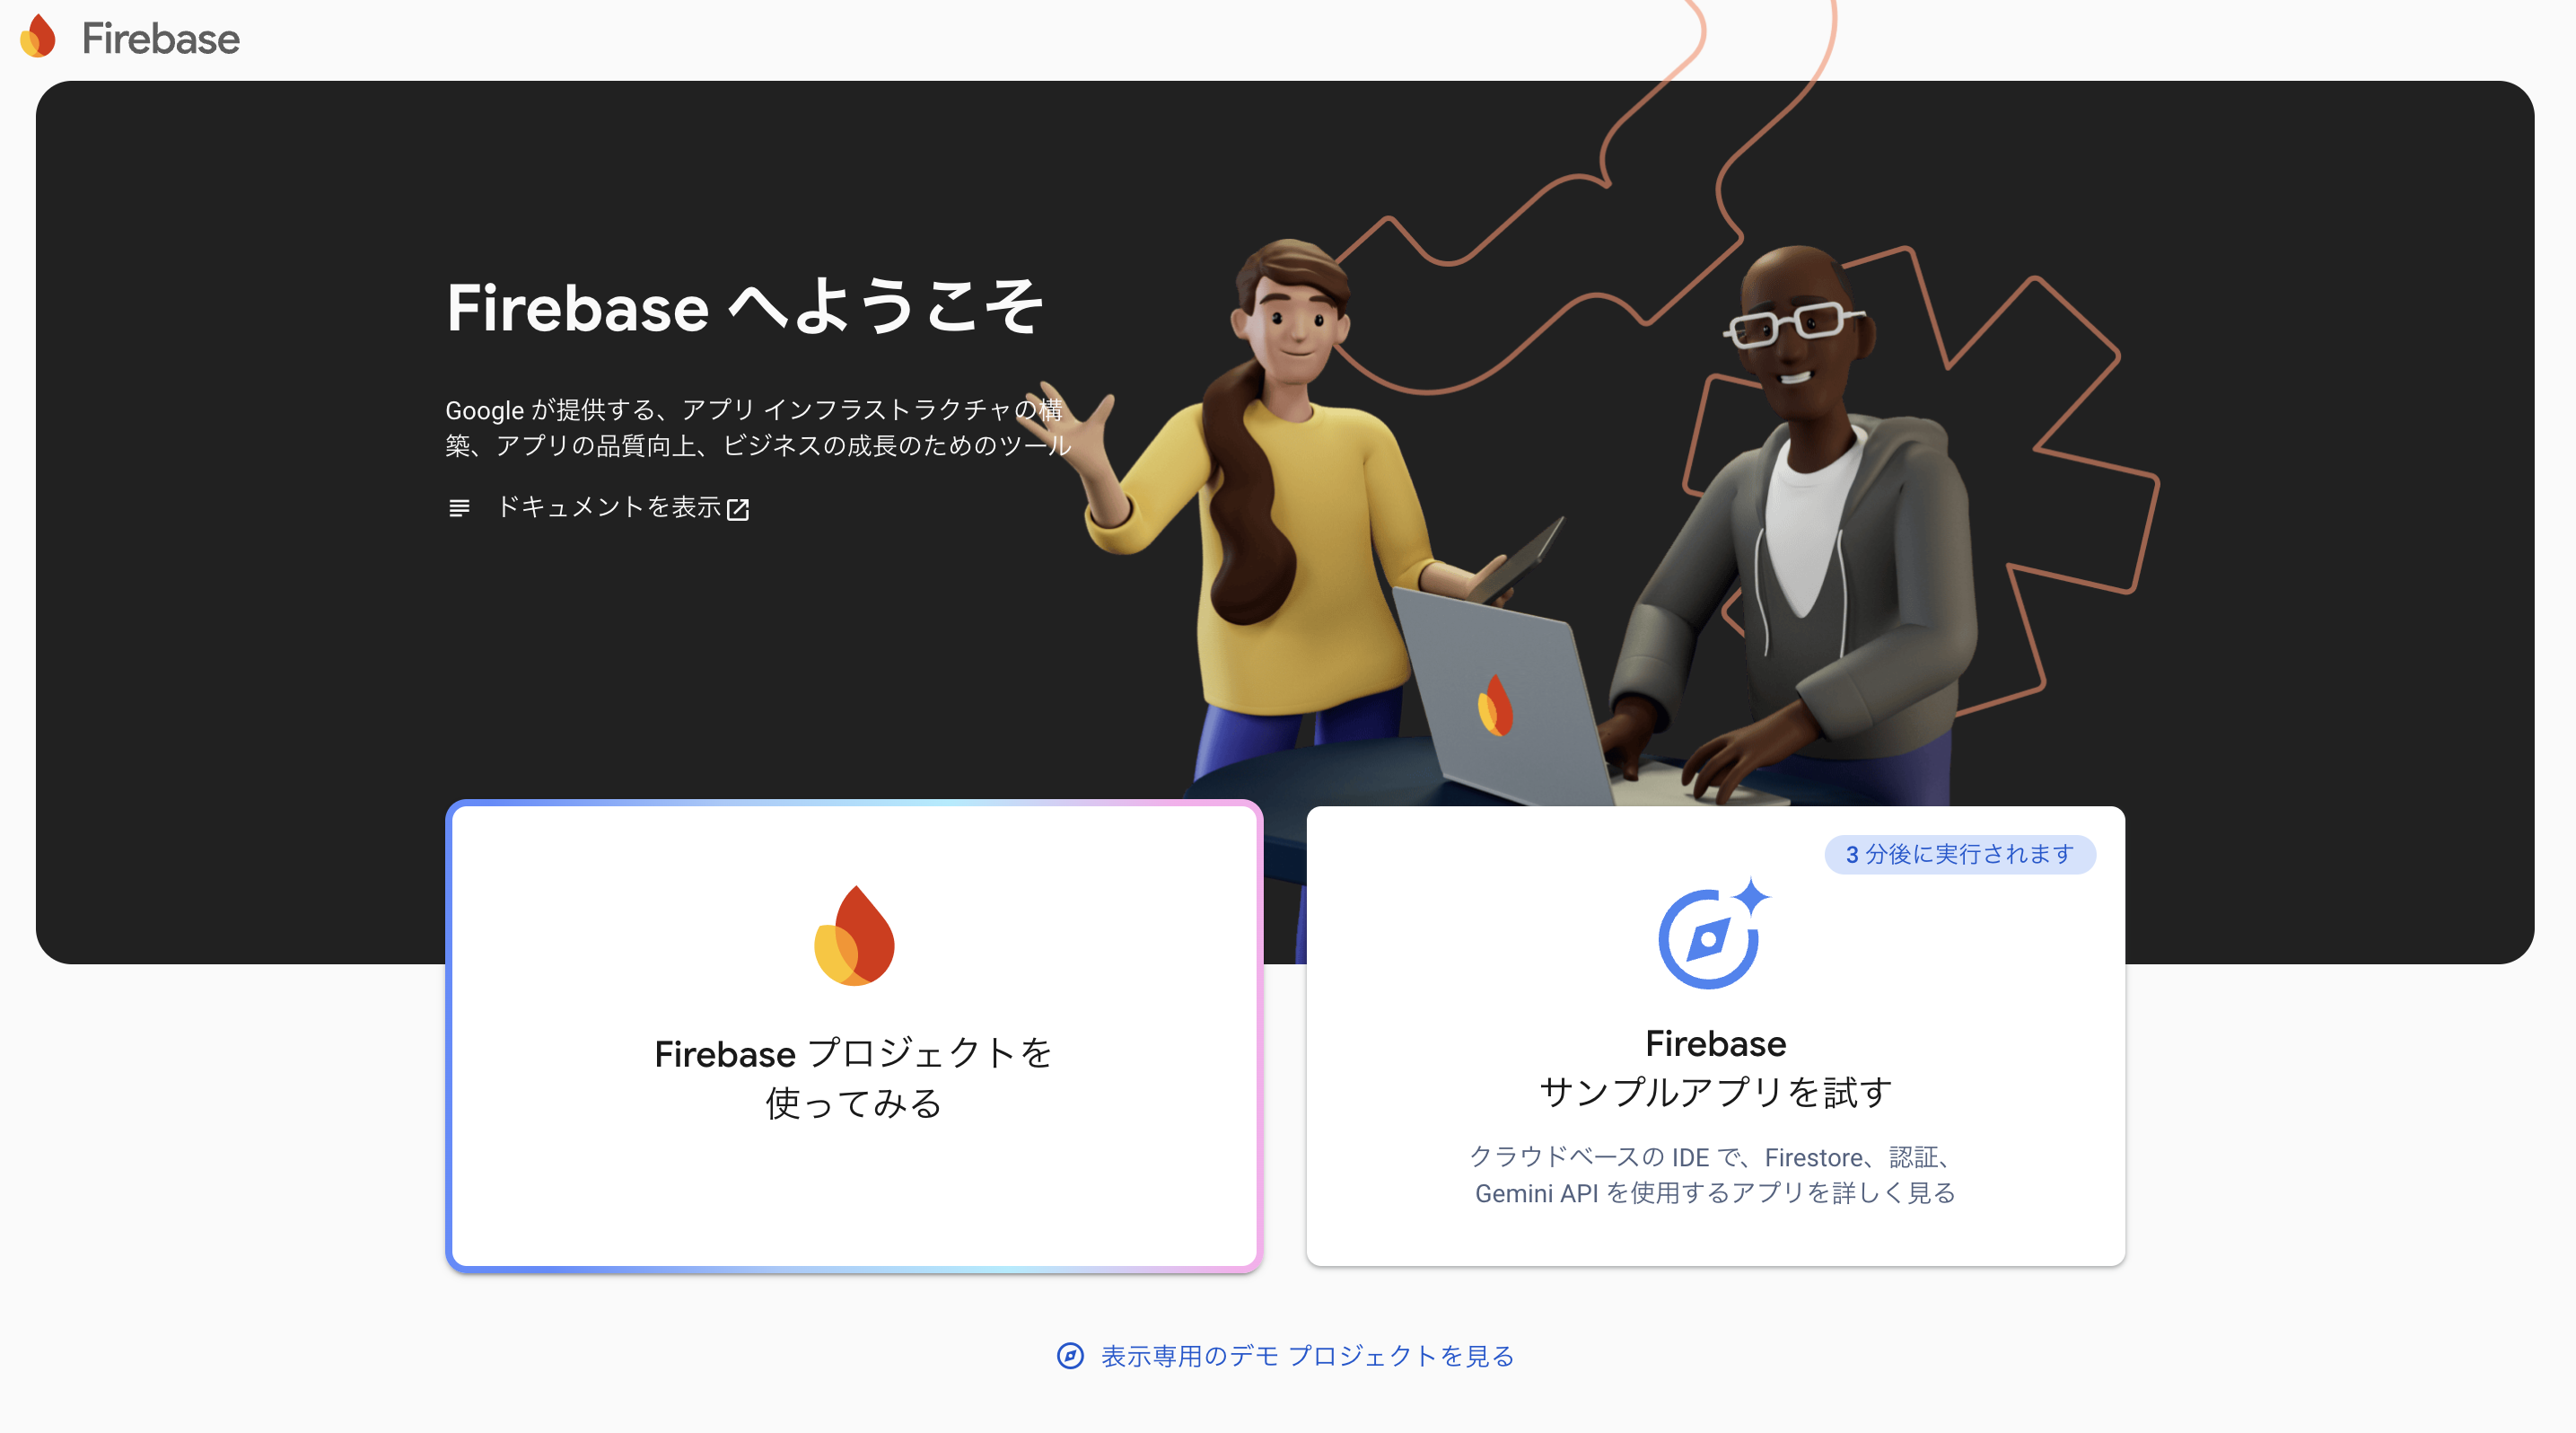 Firebase
Firebase へようこそ
Google が提供する、アプリ インフラストラクチャの構
築、アプリの品質向上、ビジネスの成長のためのツール
ドキュメントを表示
Firebase プロジェクトを
使ってみる
3 分後に実行されます
Firebase
サンプルアプリを試す
クラウドベースの IDE で、Firestore、認証、
Gemini API を使用するアプリを詳しく見る
表示専用のデモ プロジェクトを見る